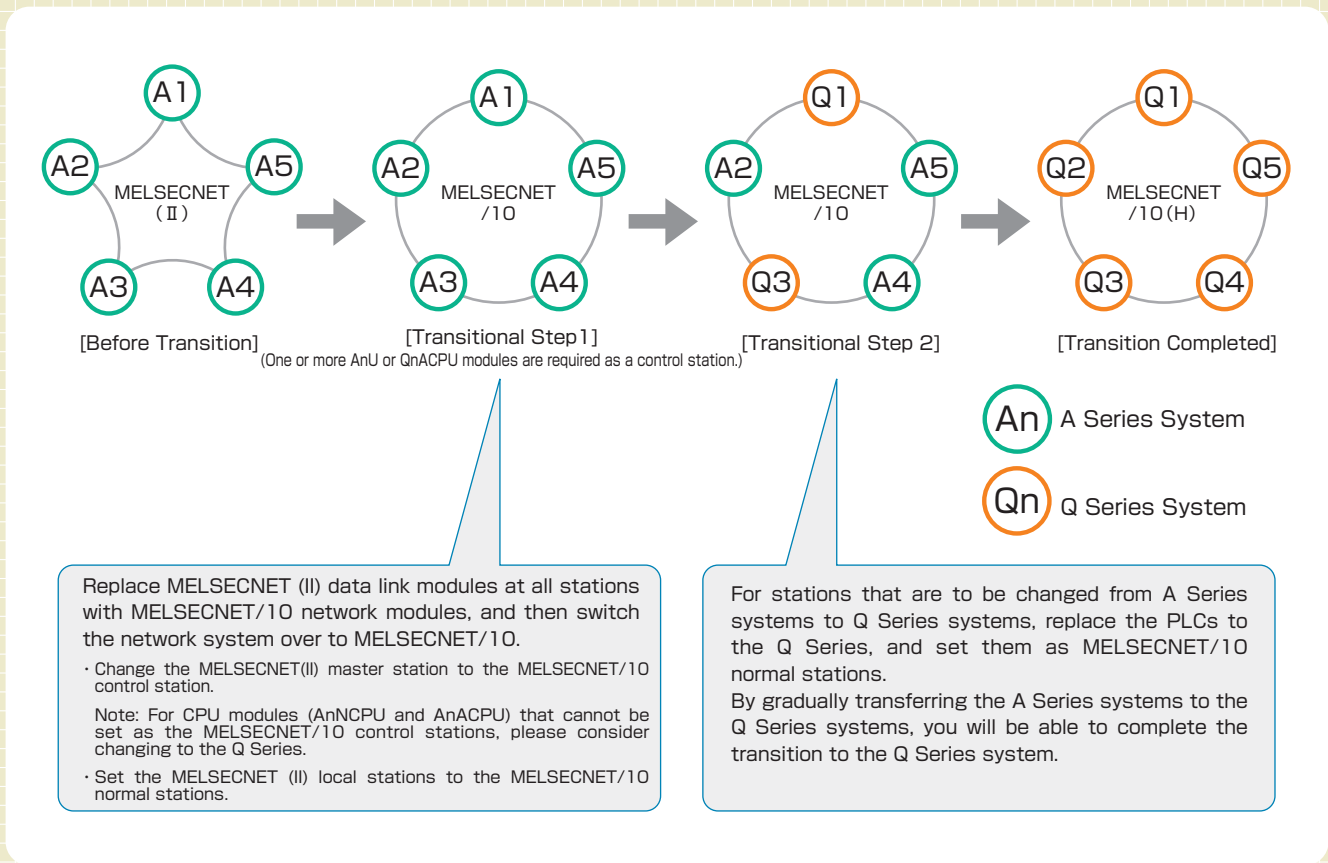 A1
A2
A5
MELSECNET
(Ⅱ)
A3
A4
[Before Transition]
A1
A2
A5
MELSECNET
/10
A3
A4
[Transitional Step1]
(One or more AnU or QnACPU modules are required as a control station.)
Q1
A2
A5
MELSECNET
/10
Q3
A4
[Transitional Step 2]
Q1
Q2
Q5
MELSECNET
/10(H)
Q3
Q4
[Transition Completed]
An
A Series System
Qn
Q Series System
Replace MELSECNET (II) data link modules at all stations
with MELSECNET/10 network modules, and then switch
the network system over to MELSECNET/10.
・Change the MELSECNET(II) master station to the MELSECNET/10
control station.
Note: For CPU modules (AnNCPU and AnACPU) that cannot be
set as the MELSECNET/10 control stations, please consider
changing to the Q Series.
・Set the MELSECNET (II) local stations to the MELSECNET/10
normal stations.
For stations that are to be changed from A Series
systems to Q Series systems, replace the PLCs to
the Q Series, and set them as MELSECNET/10
normal stations.
By gradually transferring the A Series systems to the
Q Series systems, you will be able to complete the
transition to the Q Series system.